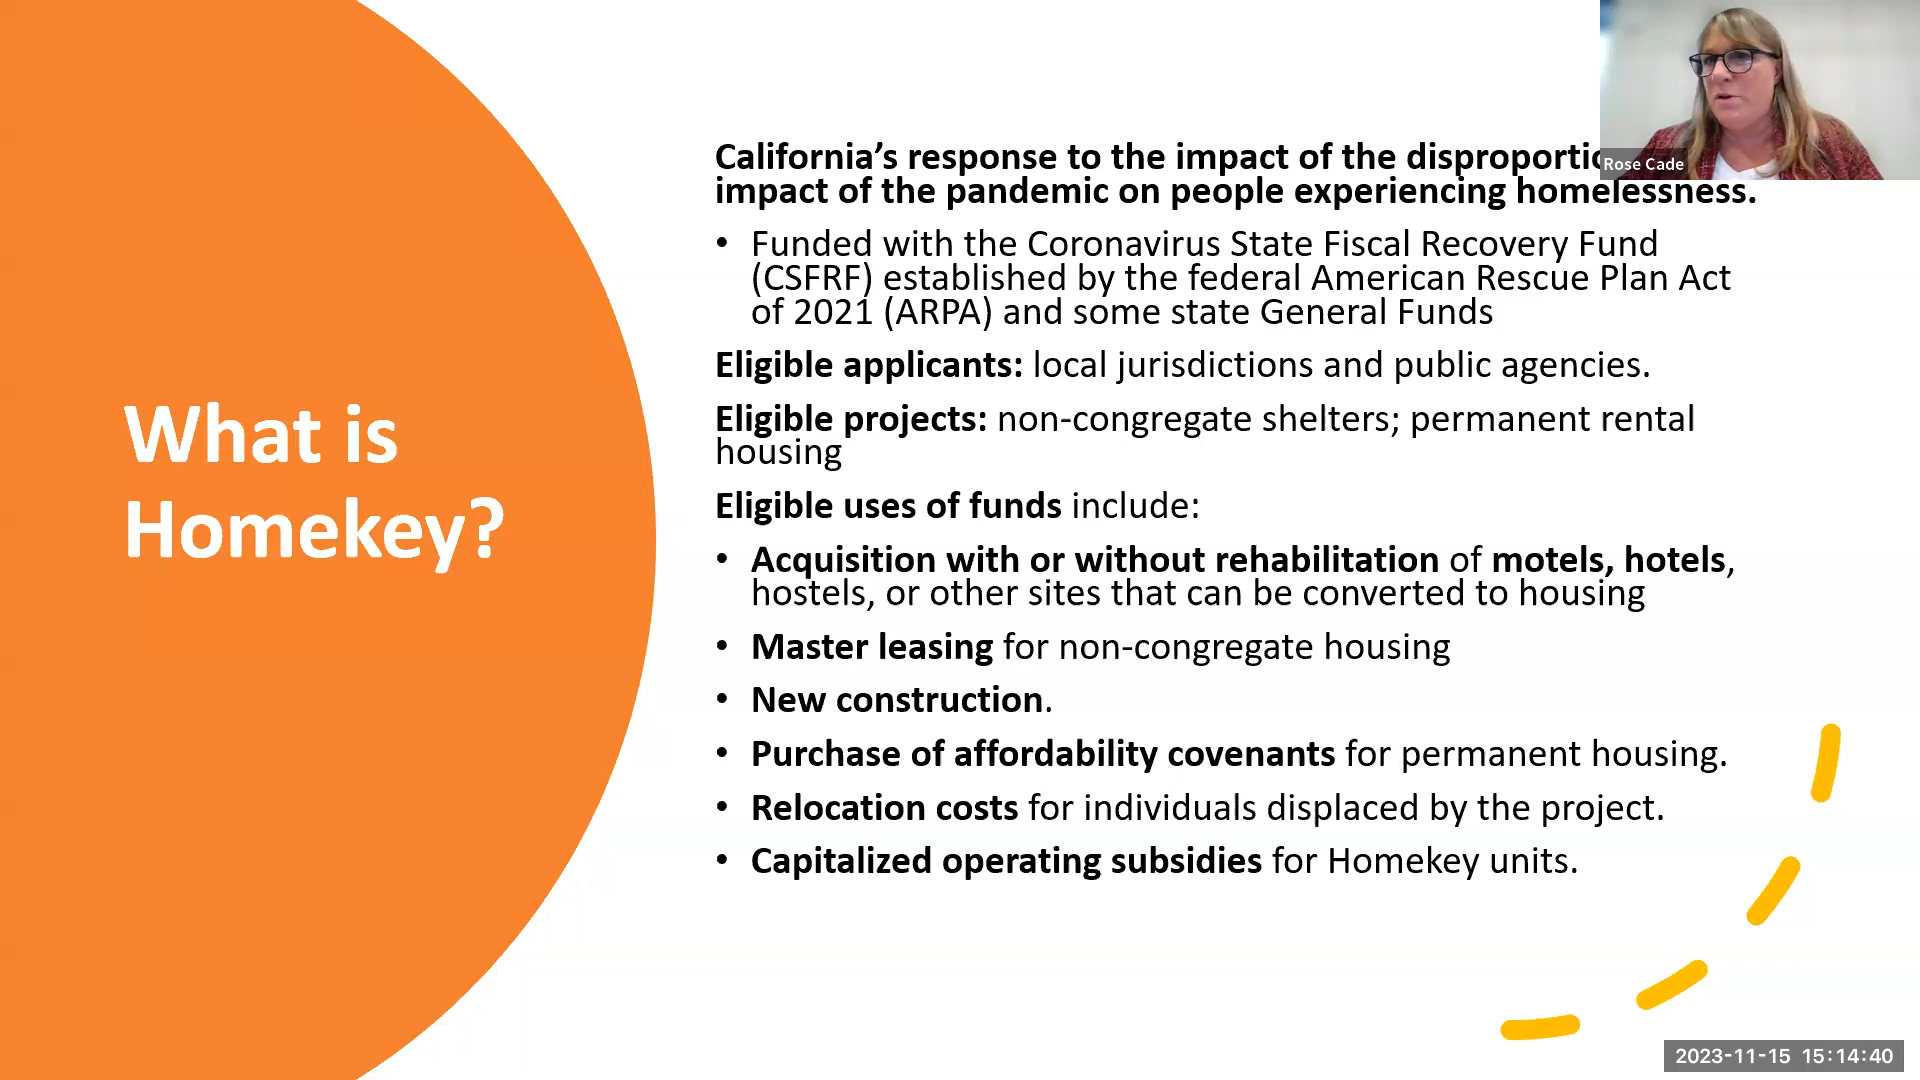 What is
Homekey?
California’s response to the impact of the
impact of the pandemic on people experiencing homelessness.
• Funded with the Coronavirus State Fiscal Recovery Fund
(CSFRF) established by the federal American Rescue Plan Act
of 2021 (ARPA) and some state General Funds
Eligible applicants: local jurisdictions and public agencies.
Eligible projects: non-congregate shelters; permanent rental
housing
Eligible uses of funds include:
• Acquisition with or without rehabilitation of motels, hotels,
hostels, or other sites that can be converted to housing
• Master leasing for non-congregate housing
• New construction.
• Purchase of affordability covenants for permanent housing.
• Relocation costs for individuals displaced by the project.
• Capitalized operating subsidies for Homekey units.
Rose Cade
2023-11-15 15:14:40